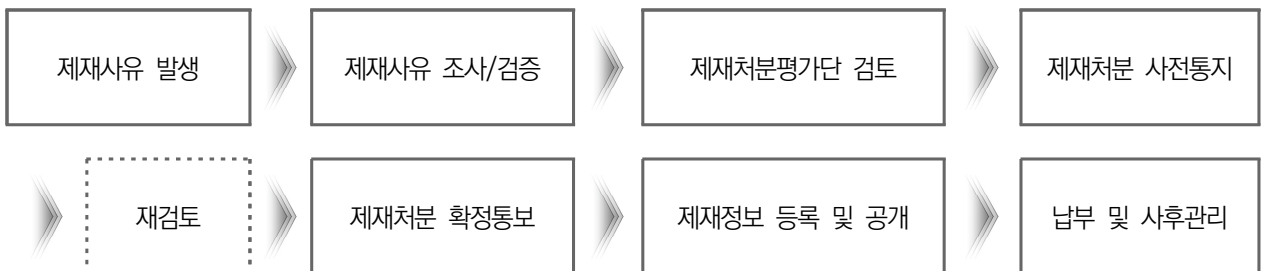 제재사유 발생
제재사유 조사/검증
제재처분평가단 검토
제재처분 사전통지
재검토
제재처분 확정통보
제재정보 등록 및 공개
납부 및 사후관리